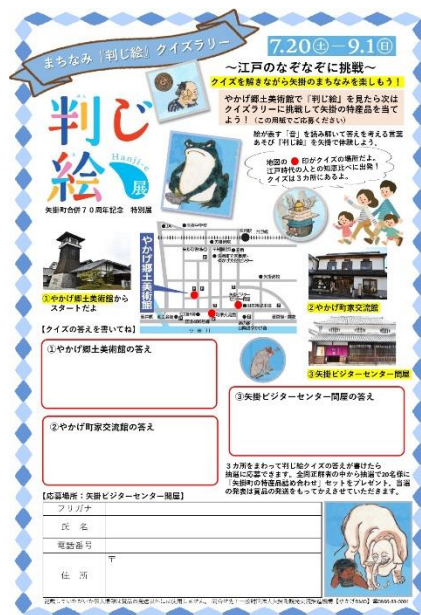 まちなみ『判じ絵』クイズラリー
7.20㊏－9.1㊐
～江戸のなぞなぞに挑戦～
クイズを解きながら矢掛のまちなみを楽しもう！
判じ絵
はん
え
Hanji-e
展
矢掛町合併７０周年記念　特別展
やかげ郷土美術館で『判じ絵』を見たら次は
クイズラリーに挑戦して矢掛の特産品を当て
よう！（この用紙でご応募ください）
絵が表す「音」を読み解いて答えを考える言葉
あそび『判じ絵』を矢掛で体験しよう。
地図の●印がクイズの場所だよ。
江戸時代の人との知恵比べに出発！
クイズは３カ所にあるよ。
やかげ郷土美術館
①やかげ郷土美術館から
スタートだよ
②やかげ町家交流館
③矢掛ビジターセンター問屋
【クイズの答えを書いてね】
①やかげ郷土美術館の答え
②やかげ町家交流館の答え
③矢掛ビジターセンター問屋の答え
３カ所をまわって判じ絵クイズの答えが書けたら
抽選に応募できます。全問正解者の中から抽選で20名様に
「矢掛町の特産品詰め合わせ」セットをプレゼント。当選
の発表は賞品の発送をもってかえさせていただきます。
【応募場所：矢掛ビジターセンター問屋】
フリガナ
氏　名
電話番号
住　所
〒